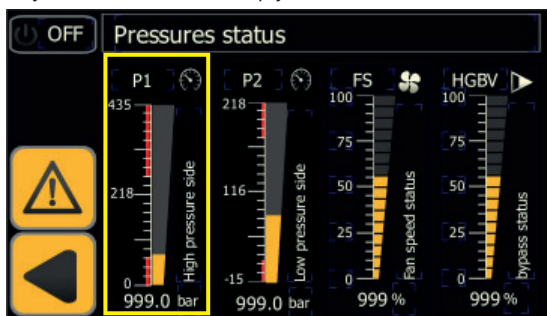 OFF
Pressures status
P1
P2
FS
HGBV
435
218
0
High pressure side
999.0 bar
218
116
-15
Low pressure side
999.0 bar
100
75
50
25
0
Fan speed status
999 %
100
75
50
25
0
bypass status
999 %